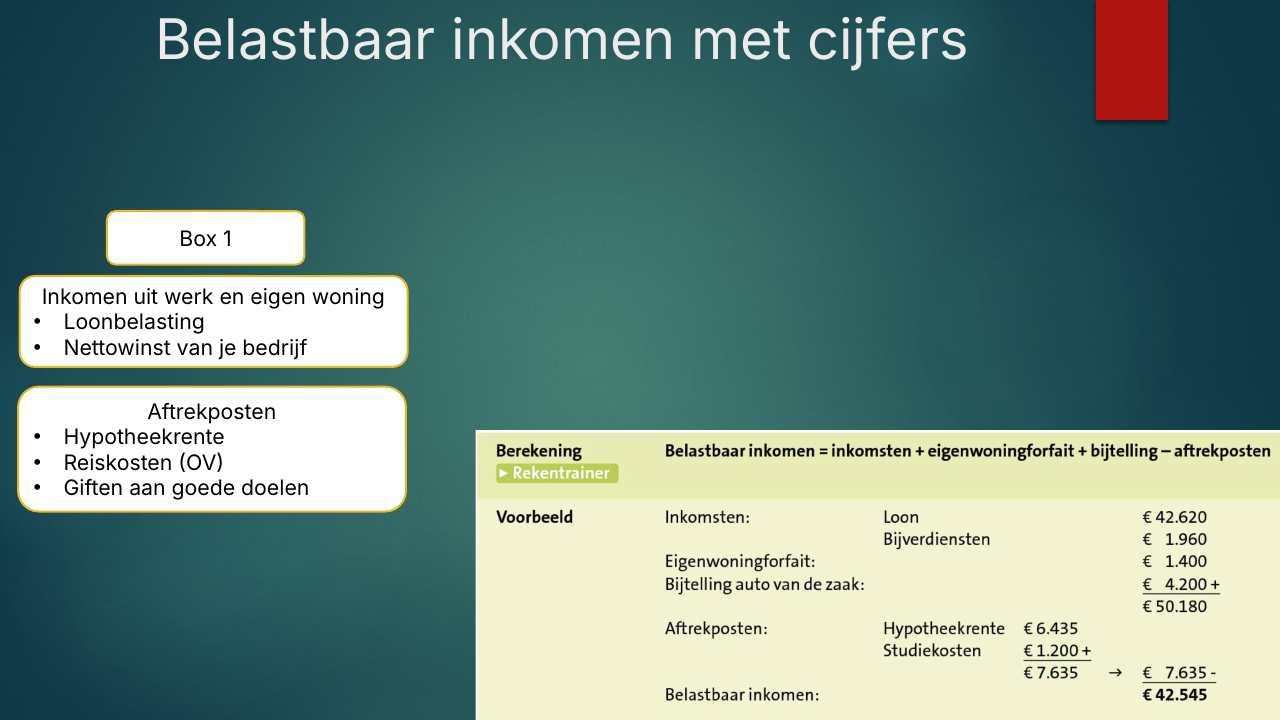 Belastbaar inkomen met cijfers
Box 1
Inkomen uit werk en eigen woning
• Loonbelasting
• Nettowinst van je bedrijf
Aftrekposten
• Hypotheekrente
• Reiskosten (OV)
• Giften aan goede doelen
Berekening Belastbaar inkomen = inkomsten + eigenwoningforfait + bijtelling – aftrekposten
▸ Rekentrainer
Voorbeeld Inkomsten: Loon € 42.620
Bijverdiensten € 1.960
Eigenwoningforfait: € 1.400
Bijtelling auto van de zaak: € 4.200 +
€ 50.180
Aftrekposten: Hypotheekrente € 6.435
Studiekosten € 1.200 +
€ 7.635 → € 7.635 -
Belastbaar inkomen: € 42.545